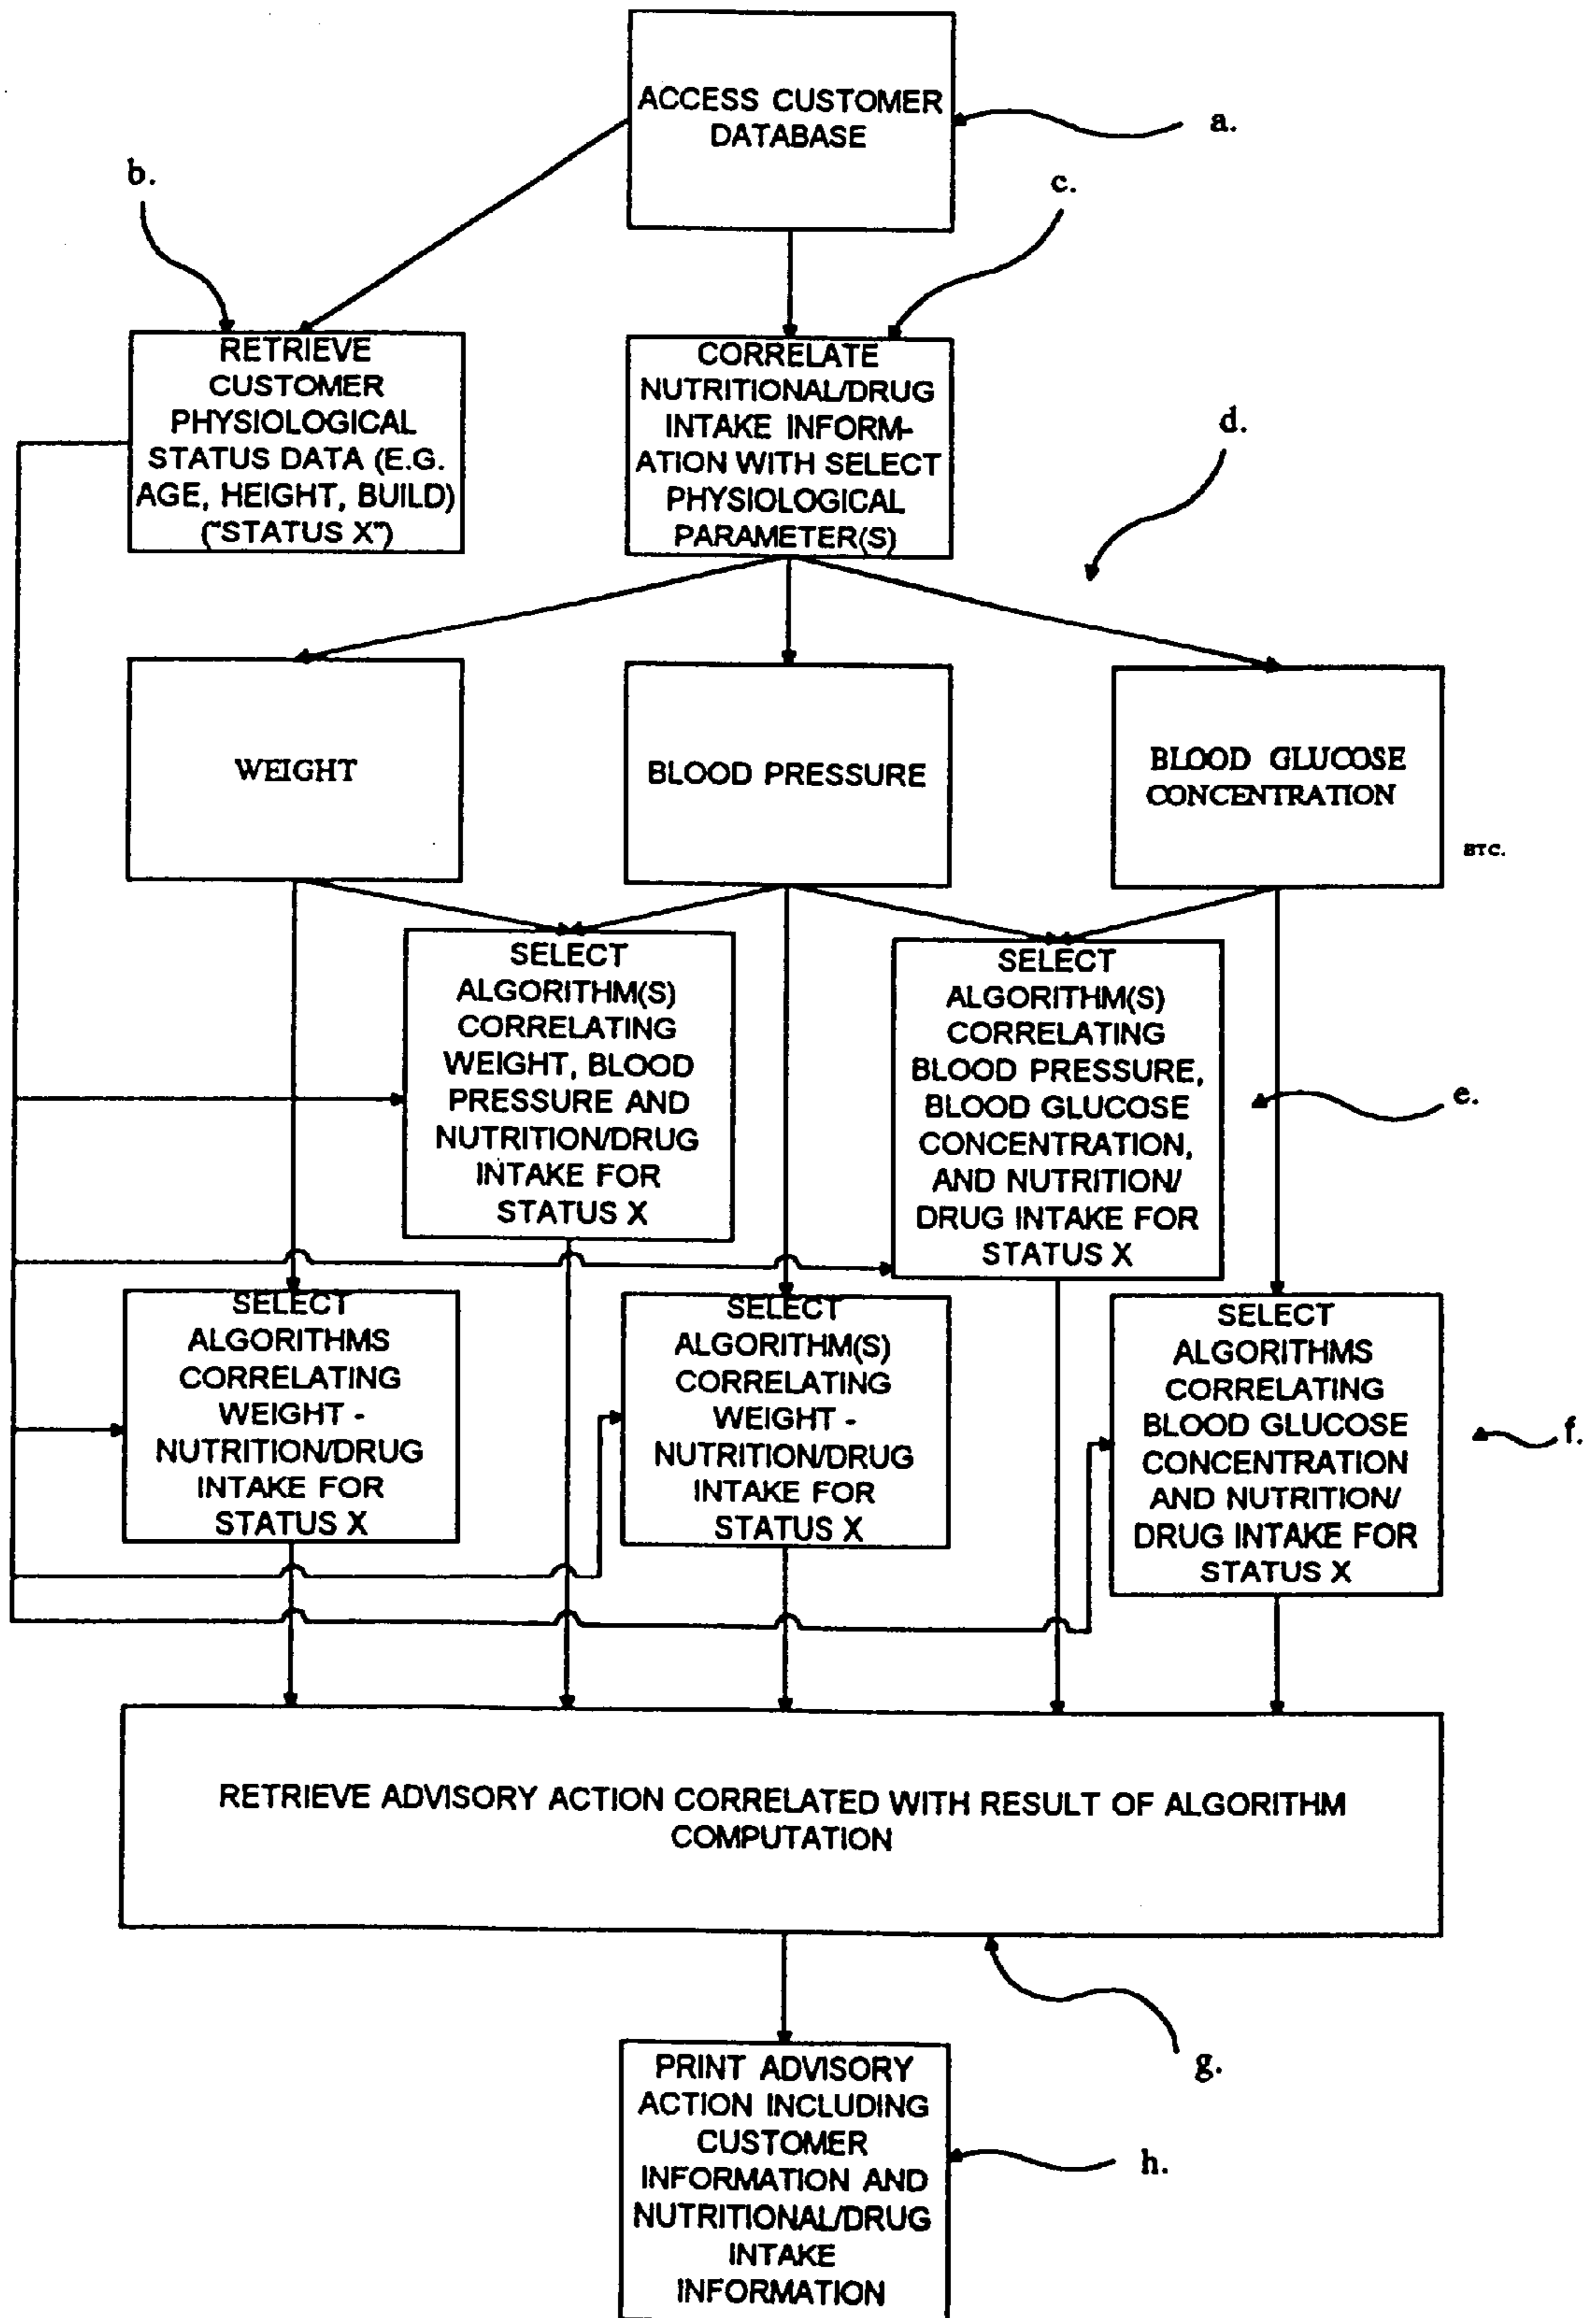 ACCESS CUSTOMER
DATABASE
a.
b.
c.
RETRIEVE
CUSTOMER
PHYSIOLOGICAL
STATUS DATA (E.G.
AGE, HEIGHT, BUILD)
("STATUS X")
CORRELATE
NUTRITIONAL/DRUG
INTAKE INFORM-
ATION WITH SELECT
PHYSIOLOGICAL
PARAMETER(S)
d.
WEIGHT
BLOOD PRESSURE
BLOOD GLUCOSE
CONCENTRATION
ETC.
SELECT
ALGORITHM(S)
CORRELATING
WEIGHT, BLOOD
PRESSURE AND
NUTRITION/DRUG
INTAKE FOR
STATUS X
SELECT
ALGORITHM(S)
CORRELATING
BLOOD PRESSURE,
BLOOD GLUCOSE
CONCENTRATION,
AND NUTRITION/
DRUG INTAKE FOR
STATUS X
e.
SELECT
ALGORITHMS
CORRELATING
WEIGHT -
NUTRITION/DRUG
INTAKE FOR
STATUS X
SELECT
ALGORITHM(S)
CORRELATING
WEIGHT -
NUTRITION/DRUG
INTAKE FOR
STATUS X
SELECT
ALGORITHMS
CORRELATING
BLOOD GLUCOSE
CONCENTRATION
AND NUTRITION/
DRUG INTAKE FOR
STATUS X
f.
RETRIEVE ADVISORY ACTION CORRELATED WITH RESULT OF ALGORITHM
COMPUTATION
g.
PRINT ADVISORY
ACTION INCLUDING
CUSTOMER
INFORMATION AND
NUTRITIONAL/DRUG
INTAKE
INFORMATION
h.